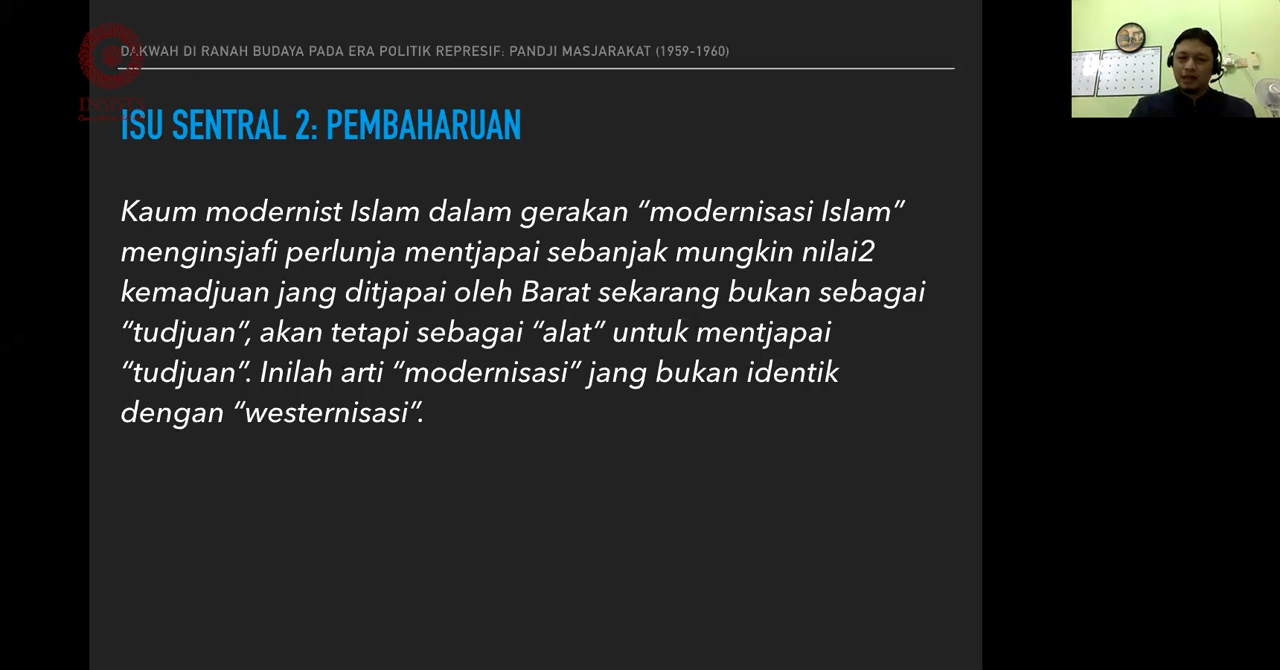 DAKWAH DI RANAH BUDAYA PADA ERA POLITIK REPRESIF: PANDJI MASJARAKAT (1959-1960)
INSISTS
ISU SENTRAL 2: PEMBAHARUAN
Kaum modernist Islam dalam gerakan “modernisasi Islam”
menginsjafi perlunja mentjapai sebanjak mungkin nilai2
kemadjuan jang ditjapai oleh Barat sekarang bukan sebagai
“tudjuan”, akan tetapi sebagai “alat” untuk mentjapai
“tudjuan”. Inilah arti “modernisasi” jang bukan identik
dengan “westernisasi”.